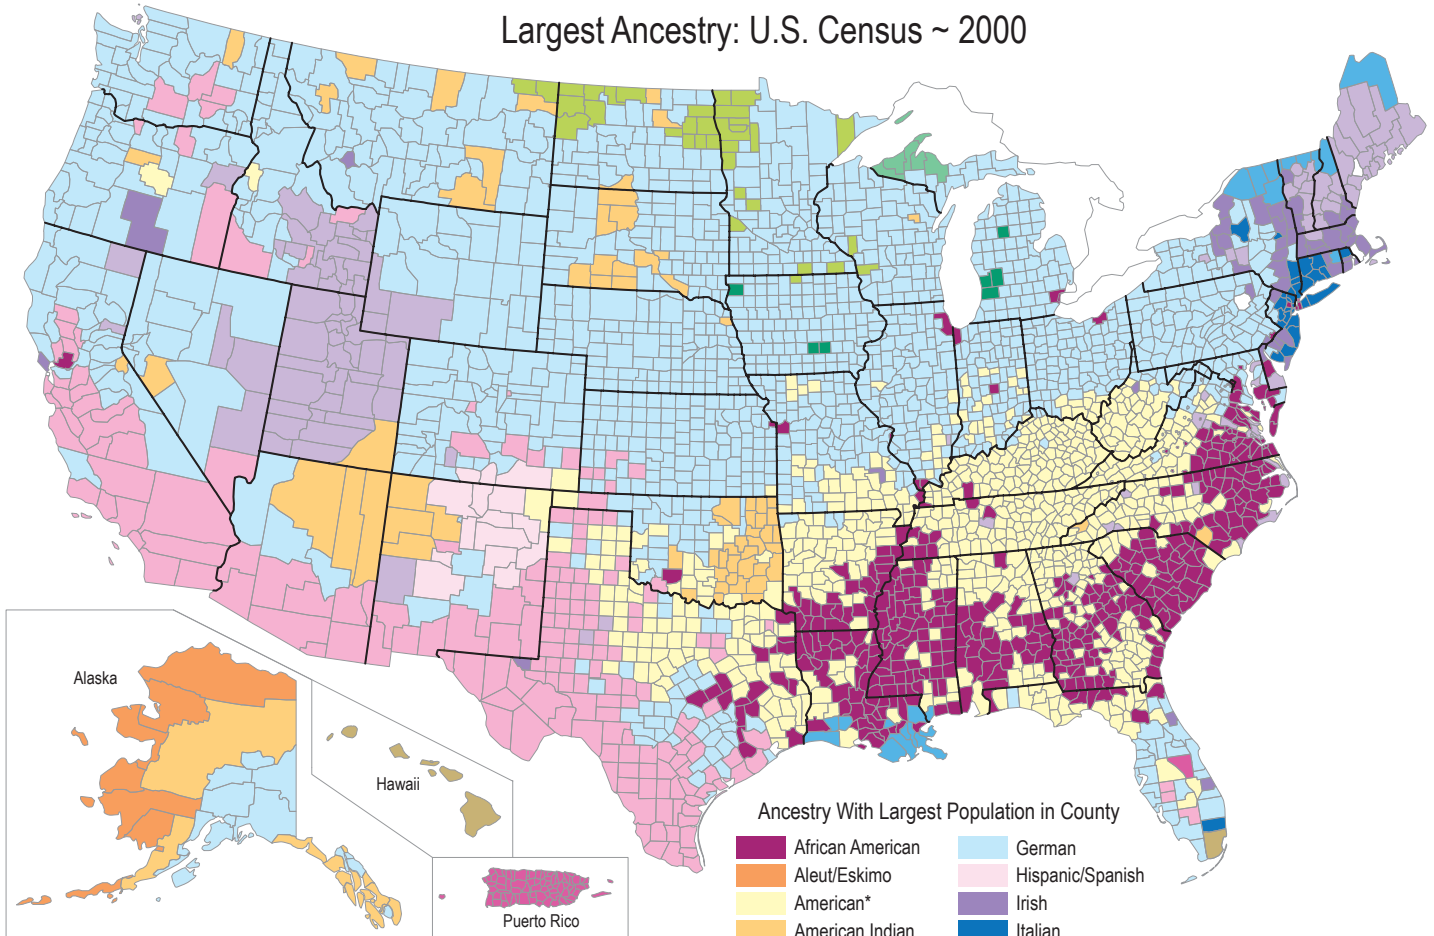 Largest Ancestry: U.S. Census ~ 2000
Alaska
Hawaii
Puerto Rico
Ancestry With Largest Population in County
African American
Aleut/Eskimo
American*
American Indian
German
Hispanic/Spanish
Irish
Italian